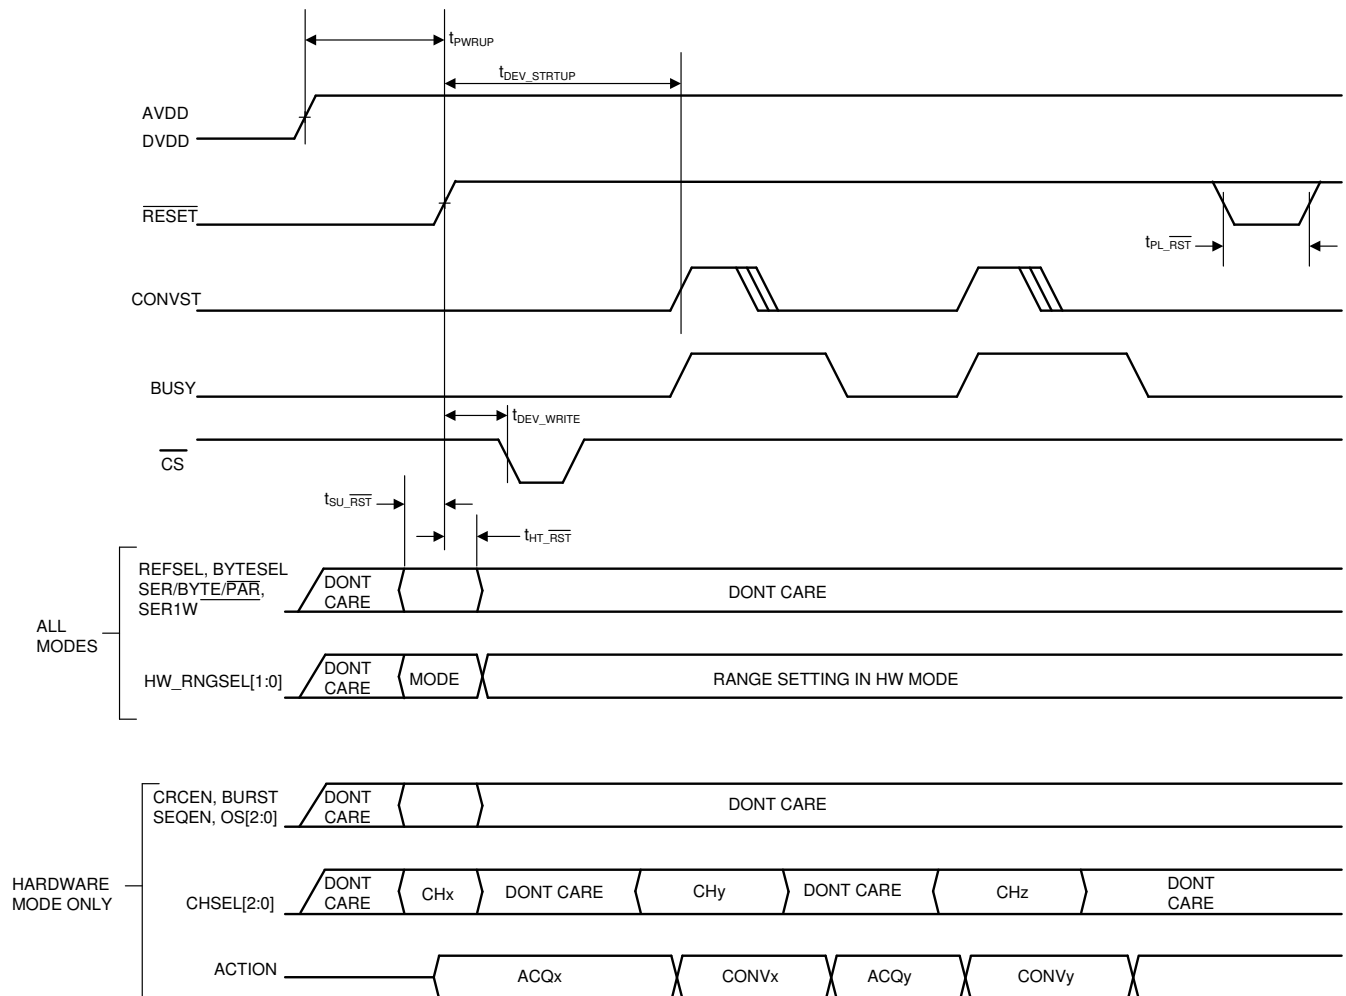 tPWRUP
tDEV_STRTUP
AVDD
DVDD
RESET
tPL_RST
CONVST
BUSY
tDEV_WRITE
CS
tSU_RST
tHT_RST
ALL
MODES
REFSEL, BYTESEL
SER/BYTE/PAR,
SER1W
DONT
CARE
DONT CARE
HW_RNGSEL[1:0]
DONT
CARE
MODE
RANGE SETTING IN HW MODE
HARDWARE
MODE ONLY
CRCEN, BURST
SEQEN, OS[2:0]
DONT
CARE
DONT CARE
CHSEL[2:0]
DONT
CARE
CHx
DONT CARE
CHy
DONT CARE
CHz
DONT
CARE
ACTION
ACQx
CONVx
ACQy
CONVy